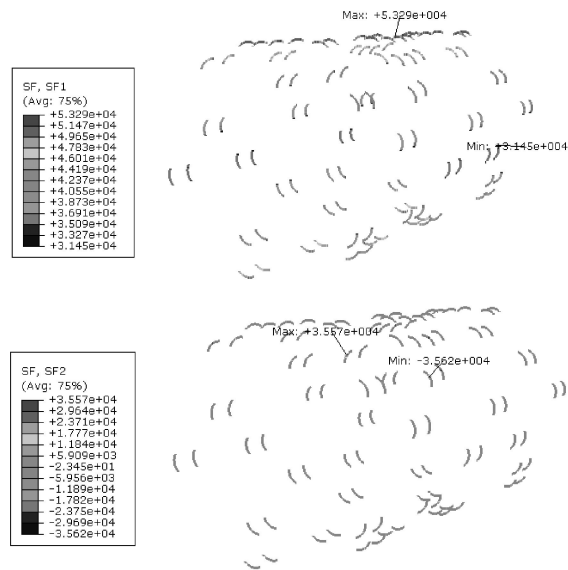 Max: +5.329e+004
SF, SF1
(Avg: 75%)
+5.329e+04
+5.147e+04
+4.965e+04
+4.783e+04
+4.601e+04
+4.419e+04
+4.237e+04
+4.055e+04
+3.873e+04
+3.691e+04
+3.509e+04
+3.327e+04
+3.145e+04
Min: +3.145e+004
Max: +3.557e+004
Min: -3.562e+004
SF, SF2
(Avg: 75%)
+3.557e+04
+2.964e+04
+2.371e+04
+1.777e+04
+1.184e+04
+5.909e+03
-2.345e+01
-5.956e+03
-1.189e+04
-1.782e+04
-2.375e+04
-2.969e+04
-3.562e+04